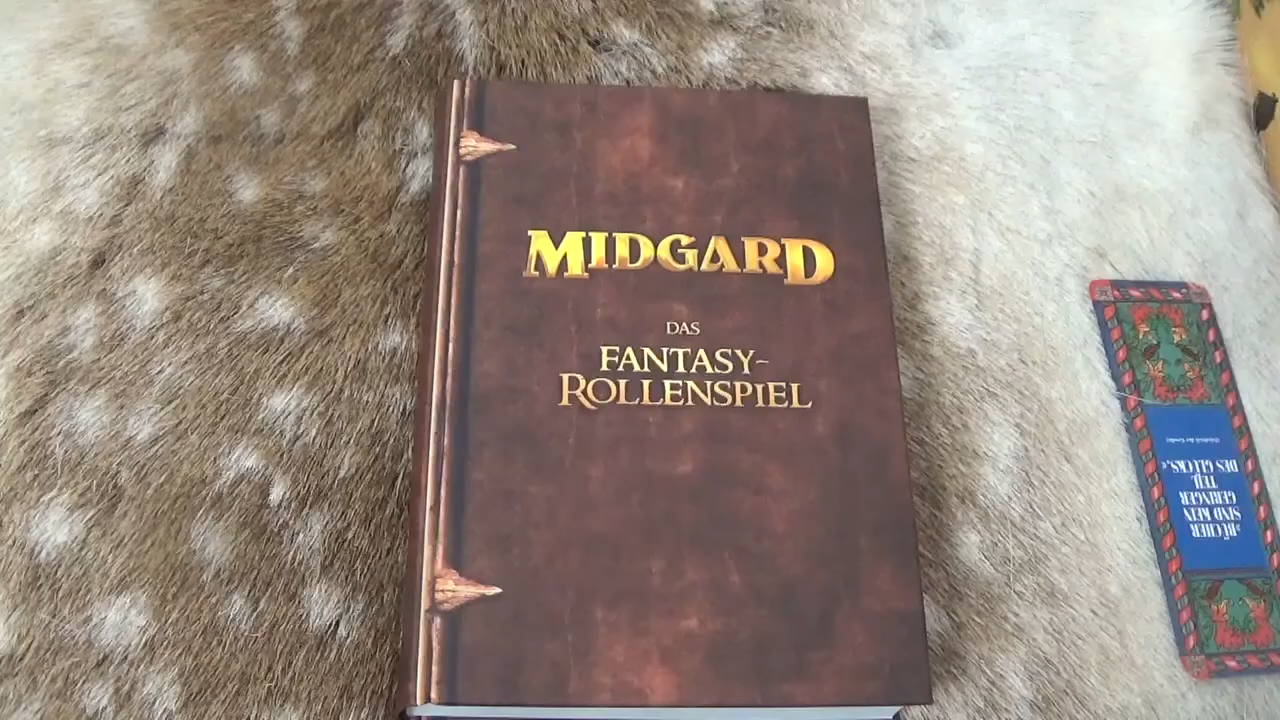 MIDGARD
DAS
FANTASY-
ROLLENSPIEL
»BÜCHER
SIND KEIN
GERINGER
TEIL
DES GLÜCKS.«